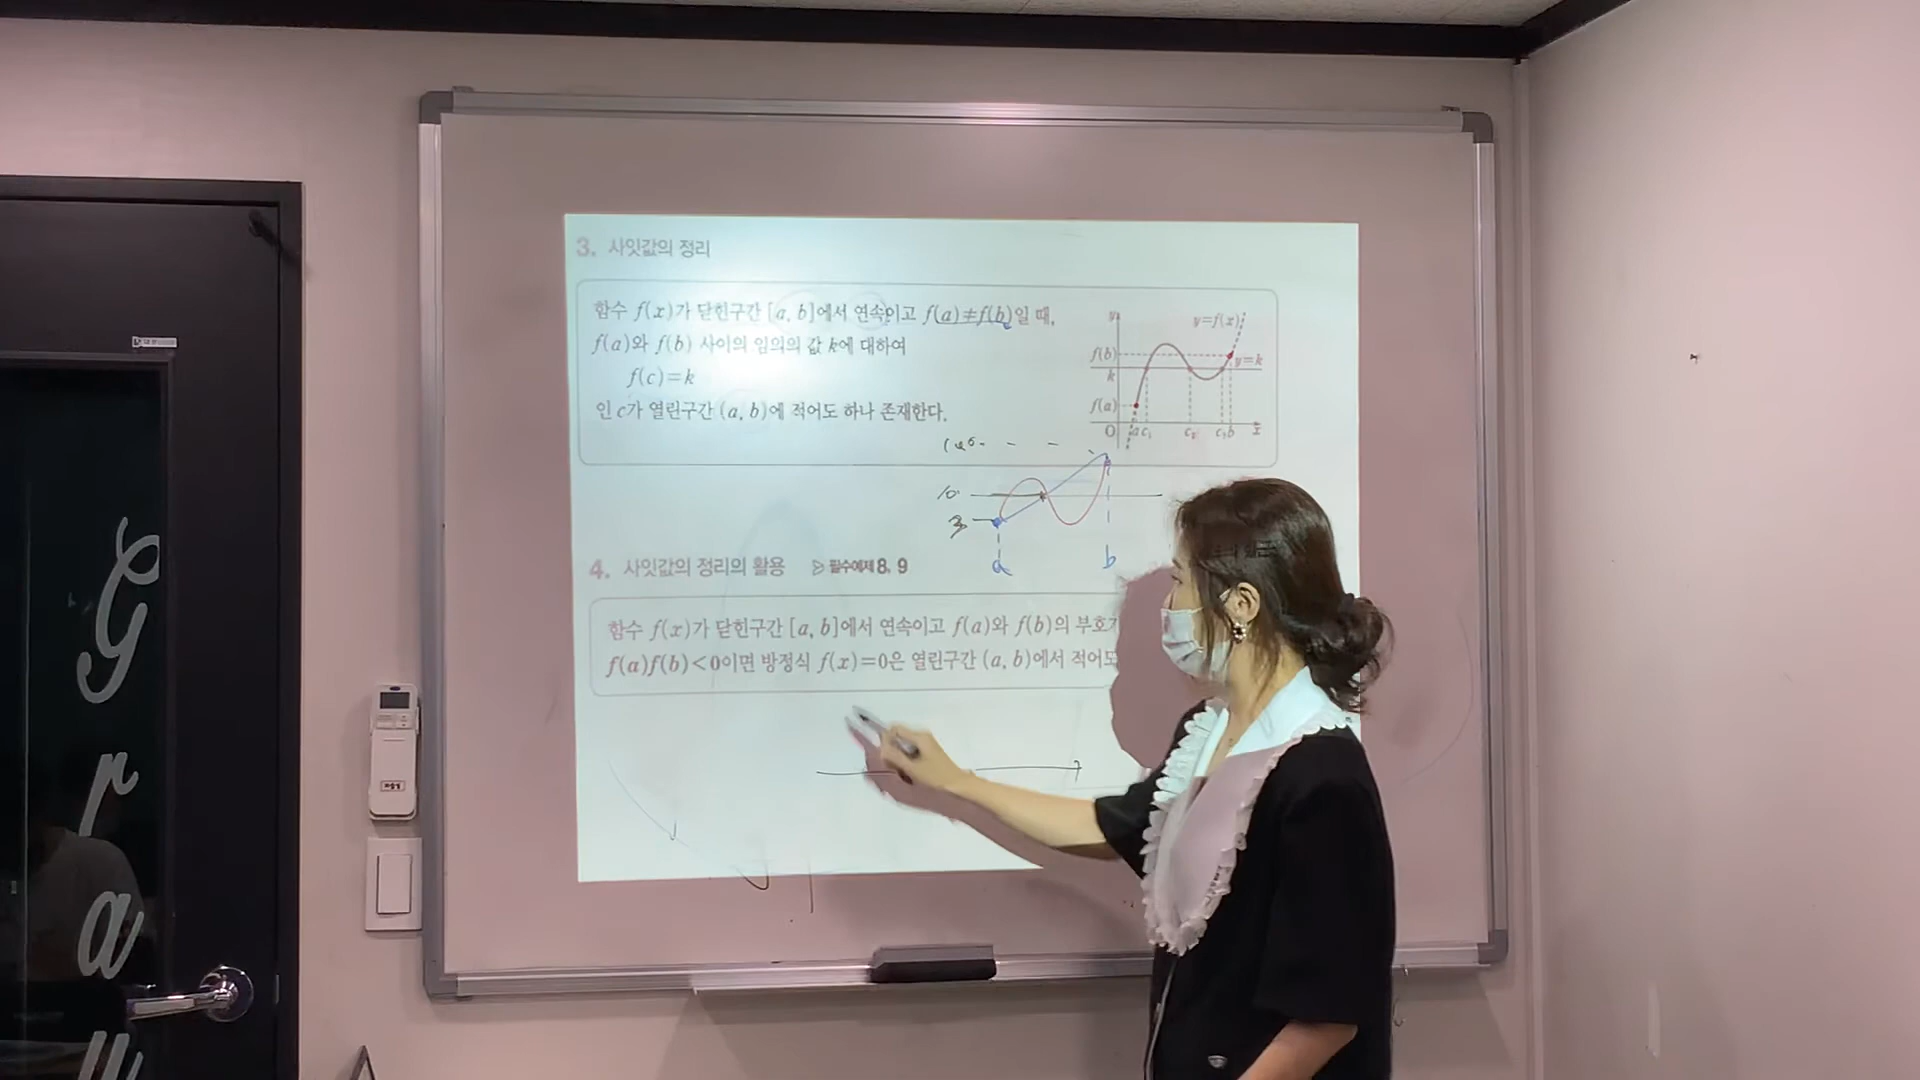 3. 사잇값의 정리
함수 f(x)가 닫힌구간 [a, b]에서 연속이고 f(a)≠f(b)일 때,
f(a)와 f(b) 사이의 임의의 값 k에 대하여
f(c)=k
인 c가 열린구간 (a, b)에 적어도 하나 존재한다.
y
y=f(x)
f(b)
y=k
k
f(a)
O a c₁ c₂ c₃ b x
10
3
a b
4. 사잇값의 정리의 활용 ▷ 필수예제 8, 9
함수 f(x)가 닫힌구간 [a, b]에서 연속이고 f(a)와 f(b)의 부호가
f(a)f(b)<0이면 방정식 f(x)=0은 열린구간 (a, b)에서 적어도
G
r
a